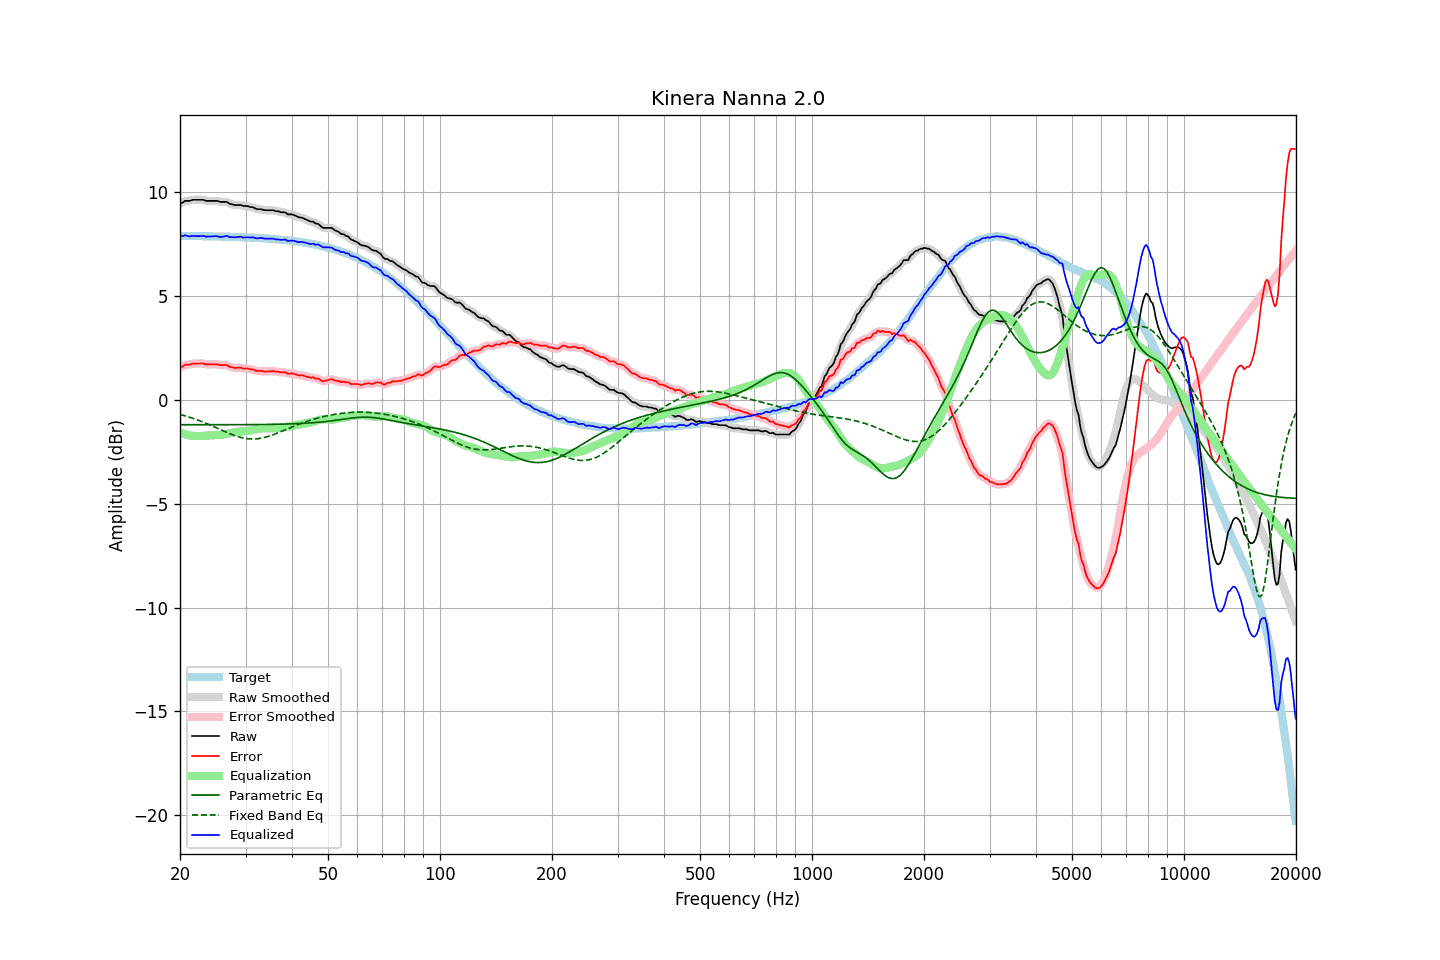 Kinera Nanna 2.0
Amplitude (dBr)
10
5
0
−5
−10
−15
−20
Target
Raw Smoothed
Error Smoothed
Raw
Error
Equalization
Parametric Eq
Fixed Band Eq
Equalized
20 50 100 200 500 1000 2000 5000 10000 20000
Frequency (Hz)